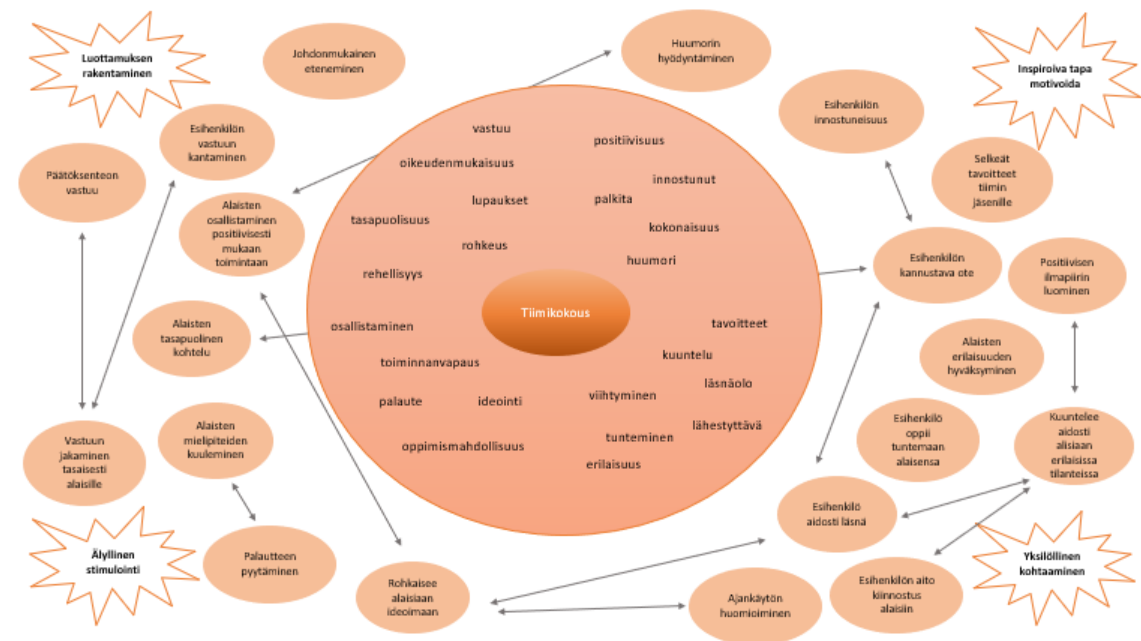 Luottamuksen
rakentaminen
Johdonmukainen
eteneminen
Huumorin
hyödyntäminen
Inspiroiva tapa
motivoida
Esihenkilön
vastuun
kantaminen
Esihenkilön
innostuneisuus
Päätöksenteon
vastuu
Selkeät
tavoitteet
tiimin
jäsenille
Alaisten
osallistaminen
positiivisesti
mukaan
toimintaan
Esihenkilön
kannustava ote
Positiivisen
ilmapiirin
luominen
Alaisten
tasapuolinen
kohtelu
Alaisten
erilaisuuden
hyväksyminen
vastuu
positiivisuus
oikeudenmukaisuus
innostunut
lupaukset
palkita
tasapuolisuus
kokonaisuus
rohkeus
huumori
rehellisyys
Tiimikokous
osallistaminen
tavoitteet
toiminnanvapaus
kuuntelu
läsnäolo
palaute
ideointi
viihtyminen
lähestyttävä
oppimismahdollisuus
tunteminen
erilaisuus
Vastuun
jakaminen
tasaisesti
alaisille
Alaisten
mielipiteiden
kuuleminen
Esihenkilö
oppii
tuntemaan
alaisensa
Kuuntelee
aidosti
alisiaan
erilaisissa
tilanteissa
Esihenkilö
aidosti läsnä
Älyllinen
stimulointi
Palautteen
pyytäminen
Rohkaisee
alaisiaan
ideoimaan
Ajankäytön
huomioiminen
Esihenkilön aito
kiinnostus
alaisiin
Yksilöllinen
kohtaaminen